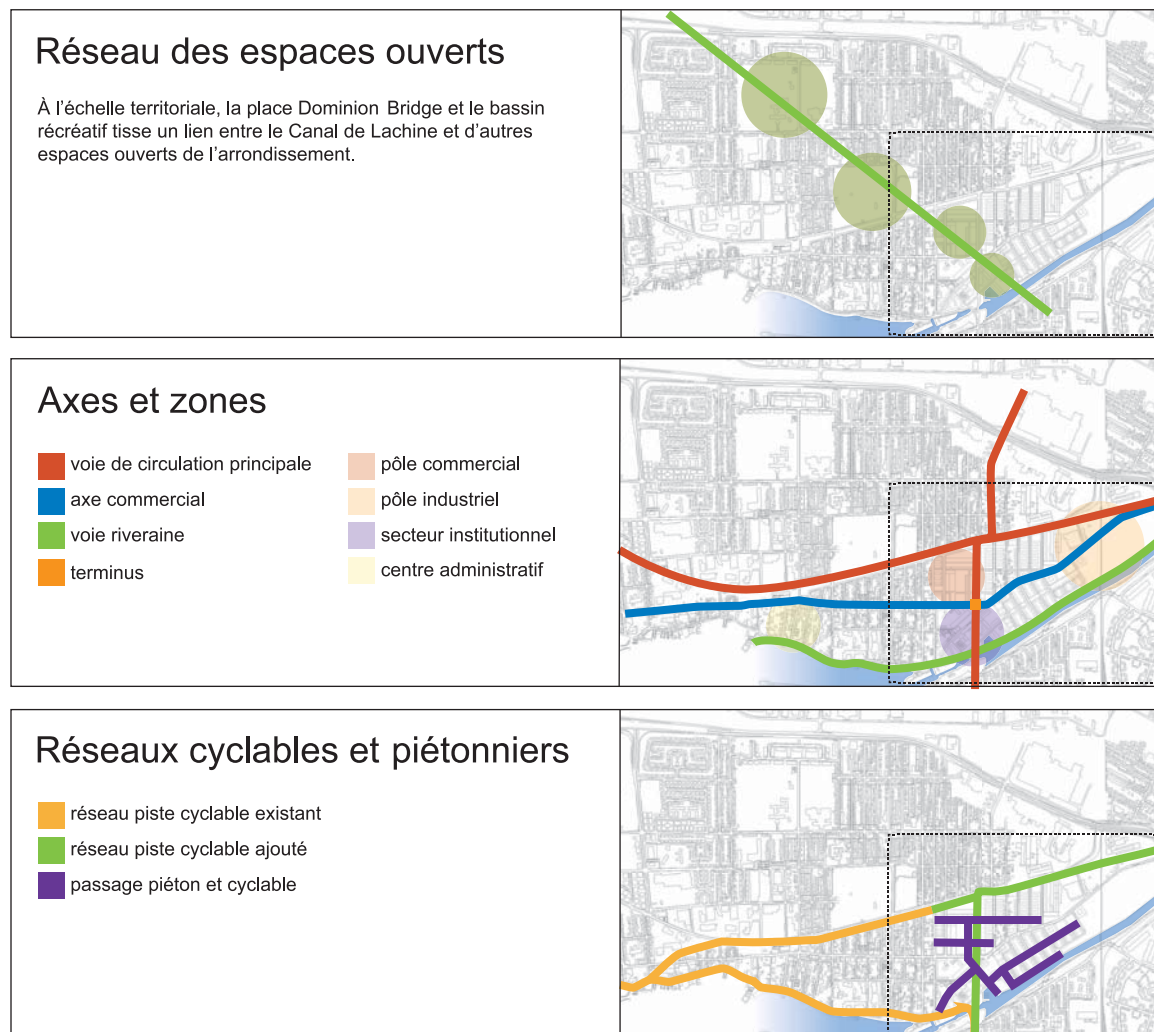 Réseau des espaces ouverts
À l'échelle territoriale, la place Dominion Bridge et le bassin
récréatif tisse un lien entre le Canal de Lachine et d'autres
espaces ouverts de l'arrondissement.
Axes et zones
voie de circulation principale
axe commercial
voie riveraine
terminus
pôle commercial
pôle industriel
secteur institutionnel
centre administratif
Réseaux cyclables et piétonniers
réseau piste cyclable existant
réseau piste cyclable ajouté
passage piéton et cyclable